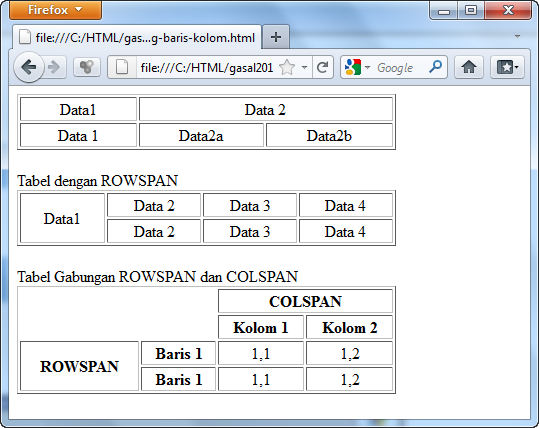 Firefox
file:///C:/HTML/gas...g-baris-kolom.html
file:///C:/HTML/gasal201
Google
Data1 Data 2
Data 1 Data2a Data2b
Tabel dengan ROWSPAN
Data1 Data 2 Data 3 Data 4
Data 2 Data 3 Data 4
Tabel Gabungan ROWSPAN dan COLSPAN
COLSPAN
Kolom 1 Kolom 2
ROWSPAN Baris 1 1,1 1,2
Baris 1 1,1 1,2